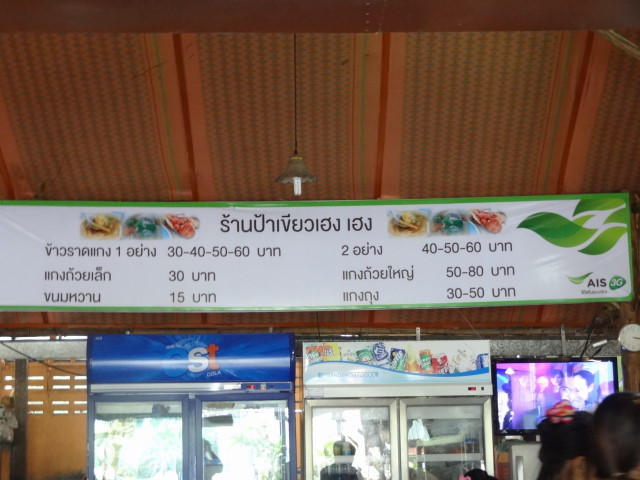 ร้านป้าเขียวเฮง เฮง
ข้าวราดแกง 1 อย่าง 30-40-50-60 บาท 2 อย่าง 40-50-60 บาท
แกงถ้วยเล็ก 30 บาท แกงถ้วยใหญ่ 50-80 บาท
ขนมหวาน 15 บาท แกงถุง 30-50 บาท
AIS 3G
est
COLA